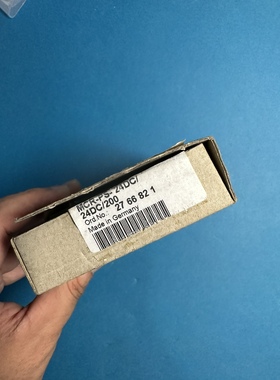 MCR-PS- 24DC/
24DC/200
Ord.No.: 27 66 82 1
Made in Germany